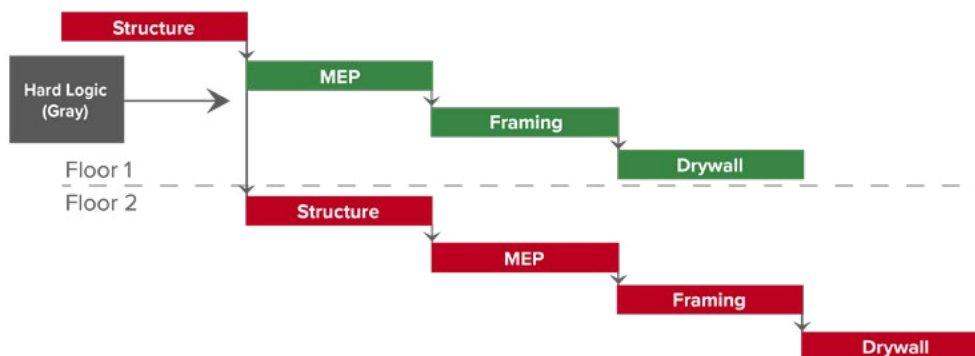 Structure
Hard Logic
(Gray)
MEP
Framing
Drywall
Floor 1
Floor 2
Structure
MEP
Framing
Drywall